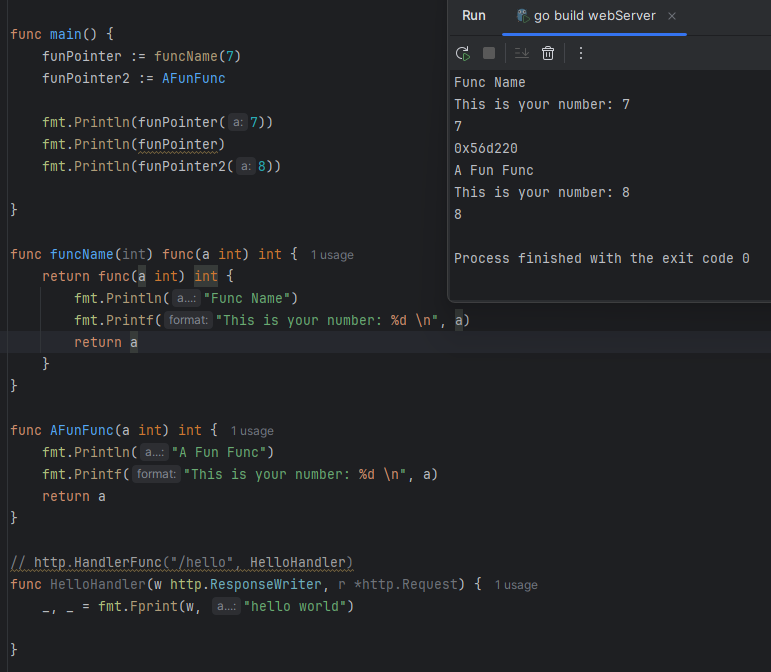 Run go build webServer ×
func main() {
    funPointer := funcName(7)
    funPointer2 := AFunFunc
    fmt.Println(funPointer( a: 7))
    fmt.Println(funPointer)
    fmt.Println(funPointer2( a: 8))
}
func funcName(int) func(a int) int { 1 usage
    return func(a int) int {
        fmt.Println( a...: "Func Name")
        fmt.Printf( format: "This is your number: %d \n", a)
        return a
    }
}
func AFunFunc(a int) int { 1 usage
    fmt.Println( a...: "A Fun Func")
    fmt.Printf( format: "This is your number: %d \n", a)
    return a
}
// http.HandlerFunc("/hello", HelloHandler)
func HelloHandler(w http.ResponseWriter, r *http.Request) { 1 usage
    _, _ = fmt.Fprint(w, a...: "hello world")
}
Func Name
This is your number: 7
7
0x56d220
A Fun Func
This is your number: 8
8
Process finished with the exit code 0